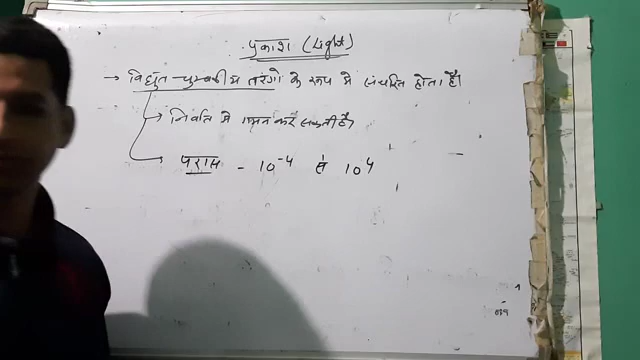 प्रकाश (Light)
→ विद्युत - चुम्बकीय तरंगो के रूप मे संचरित होता है।
→ निर्वात मे गमन कर सकती है।
परास - 10⁻⁴ से 10⁴